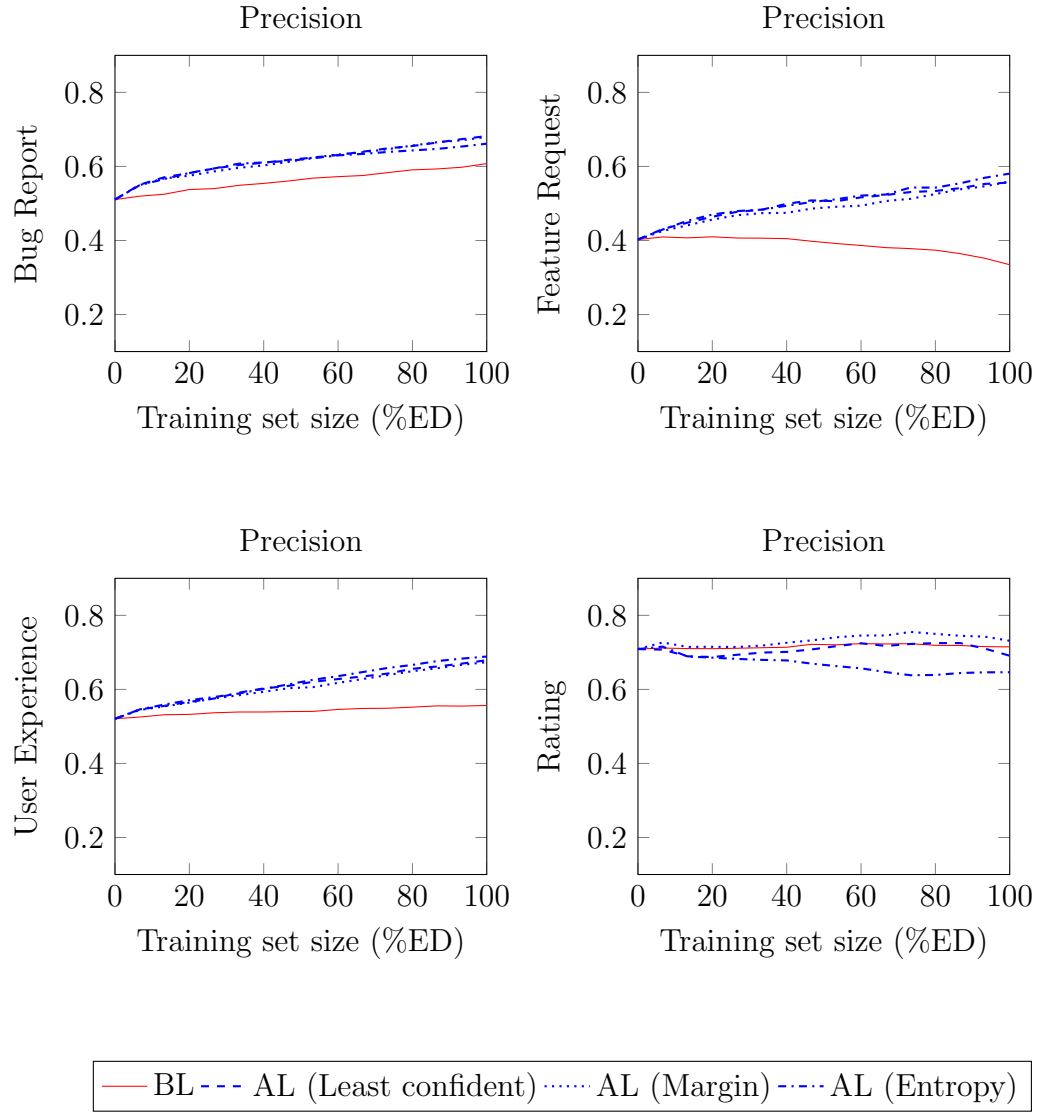 Precision
Precision
0.8
0.6
0.4
0.2
Bug Report
0 20 40 60 80 100
Training set size (%ED)
0.8
0.6
0.4
0.2
Feature Request
0 20 40 60 80 100
Training set size (%ED)
Precision
Precision
0.8
0.6
0.4
0.2
User Experience
0 20 40 60 80 100
Training set size (%ED)
0.8
0.6
0.4
0.2
Rating
0 20 40 60 80 100
Training set size (%ED)
BL AL (Least confident) AL (Margin) AL (Entropy)